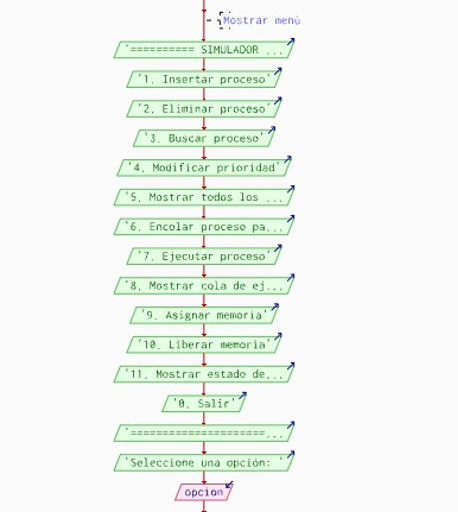 Mostrar menú
'========== SIMULADOR ...
'1. Insertar proceso'
'2. Eliminar proceso'
'3. Buscar proceso'
'4. Modificar prioridad'
'5. Mostrar todos los ...
'6. Encolar proceso pa...
'7. Ejecutar proceso'
'8. Mostrar cola de ej...
'9. Asignar memoria'
'10. Liberar memoria'
'11. Mostrar estado de...
'0. Salir'
'=====================...
'Seleccione una opción: '
opcion